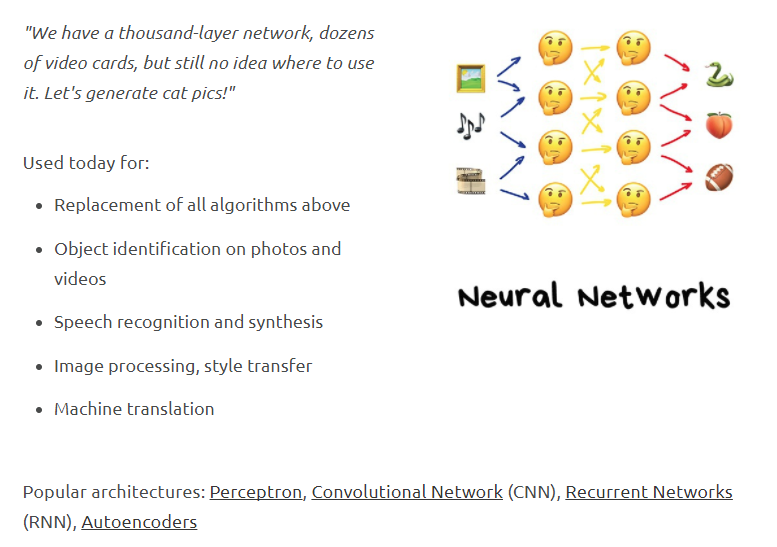 "We have a thousand-layer network, dozens
of video cards, but still no idea where to use
it. Let's generate cat pics!"
Used today for:
• Replacement of all algorithms above
• Object identification on photos and
videos
• Speech recognition and synthesis
• Image processing, style transfer
• Machine translation
Neural Networks
Popular architectures: Perceptron, Convolutional Network (CNN), Recurrent Networks
(RNN), Autoencoders